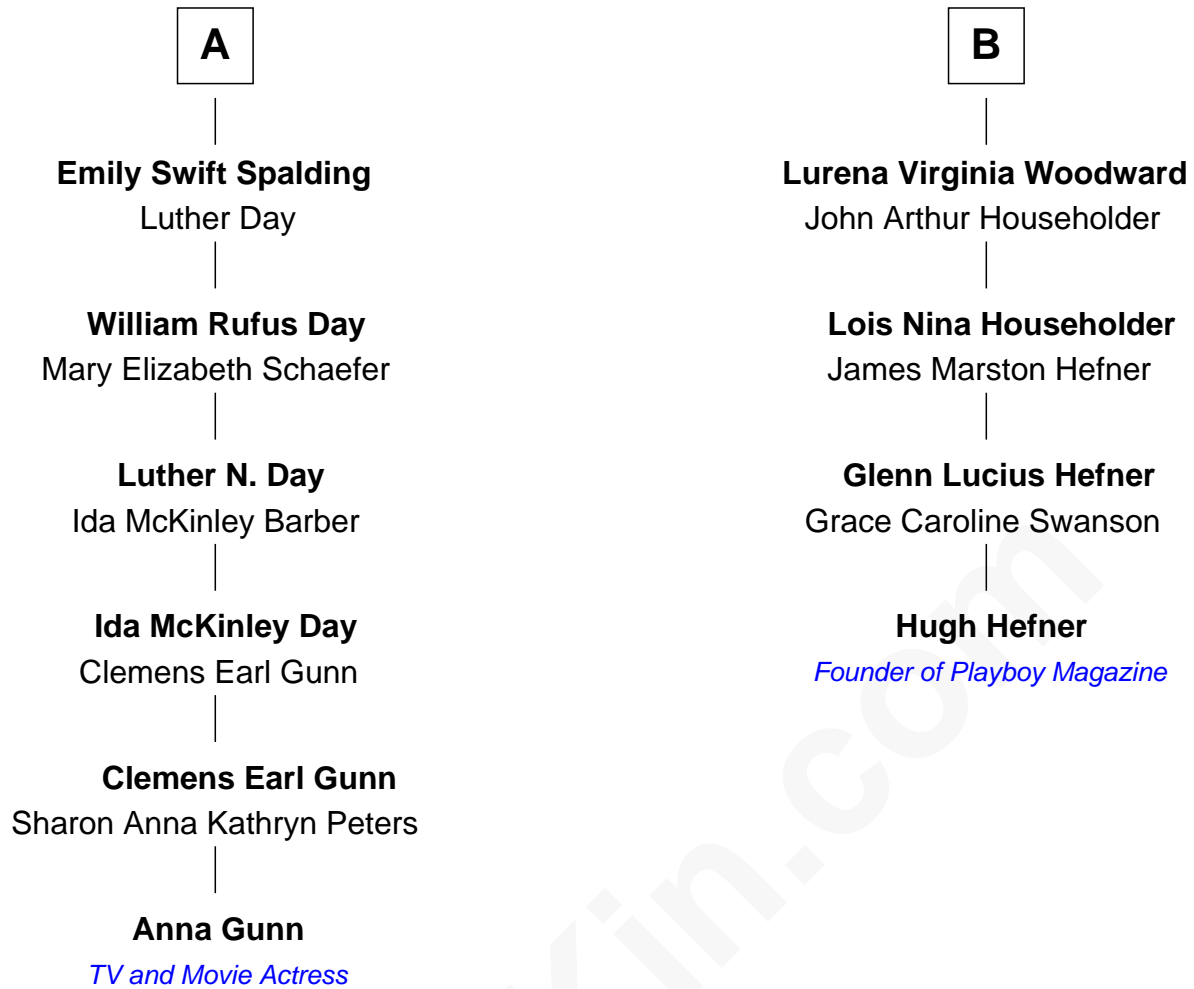 A
Emily Swift Spalding
Luther Day
William Rufus Day
Mary Elizabeth Schaefer
Luther N. Day
Ida McKinley Barber
Ida McKinley Day
Clemens Earl Gunn
Clemens Earl Gunn
Sharon Anna Kathryn Peters
Anna Gunn
TV and Movie Actress
B
Lurena Virginia Woodward
John Arthur Householder
Lois Nina Householder
James Marston Hefner
Glenn Lucius Hefner
Grace Caroline Swanson
Hugh Hefner
Founder of Playboy Magazine
in.com